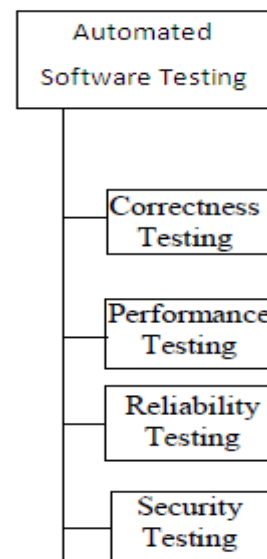 Automated
Software Testing
Correctness
Testing
Performance
Testing
Reliability
Testing
Security
Testing